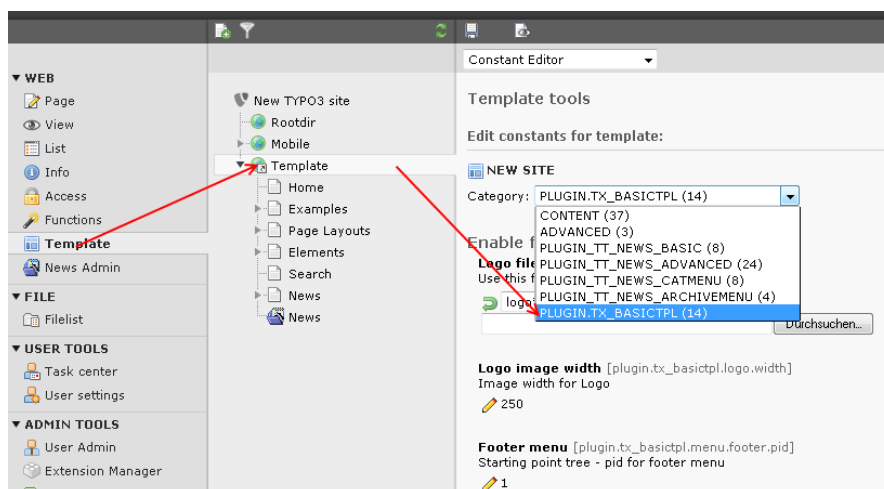 Constant Editor
WEB
Page
View
List
Info
Access
Functions
Template
News Admin
FILE
Filelist
USER TOOLS
Task center
User settings
ADMIN TOOLS
User Admin
Extension Manager
New TYPO3 site
Rootdir
Mobile
Template
Home
Examples
Page Layouts
Elements
Search
News
News
Template tools
Edit constants for template:
NEW SITE
Category: PLUGIN.TX_BASICTPL (14)
CONTENT (37)
ADVANCED (3)
PLUGIN_TT_NEWS_BASIC (8)
PLUGIN_TT_NEWS_ADVANCED (24)
PLUGIN_TT_NEWS_CATMENU (8)
PLUGIN_TT_NEWS_ARCHIVEMENU (4)
PLUGIN.TX_BASICTPL (14)
Enable
Logo file
Use this
Durchsuchen...
Logo image width [plugin.tx_basictpl.logo.width]
Image width for Logo
250
Footer menu [plugin.tx_basictpl.menu.footer.pid]
Starting point tree - pid for footer menu
1